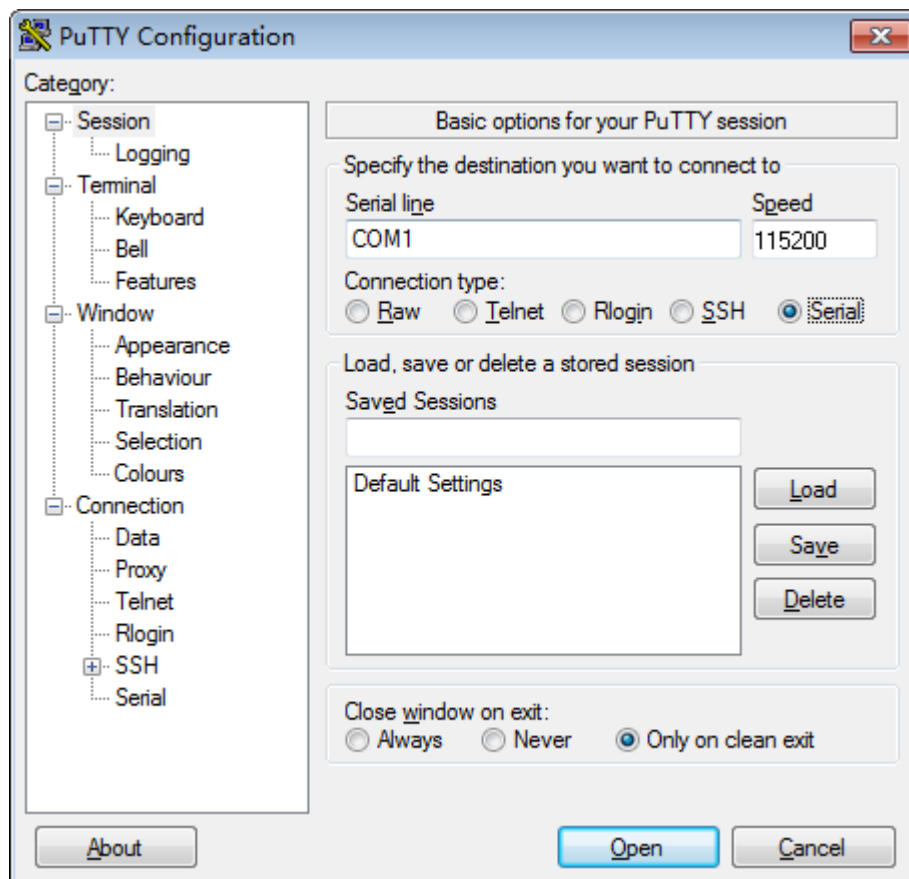 PuTTY Configuration
Category:
Session
Logging
Terminal
Keyboard
Bell
Features
Window
Appearance
Behaviour
Translation
Selection
Colours
Connection
Data
Proxy
Telnet
Rlogin
SSH
Serial
Basic options for your PuTTY session
Specify the destination you want to connect to
Serial line Speed
COM1 115200
Connection type:
Raw Telnet Rlogin SSH Serial
Load, save or delete a stored session
Saved Sessions
Default Settings
Load
Save
Delete
Close window on exit:
Always Never Only on clean exit
About Open Cancel